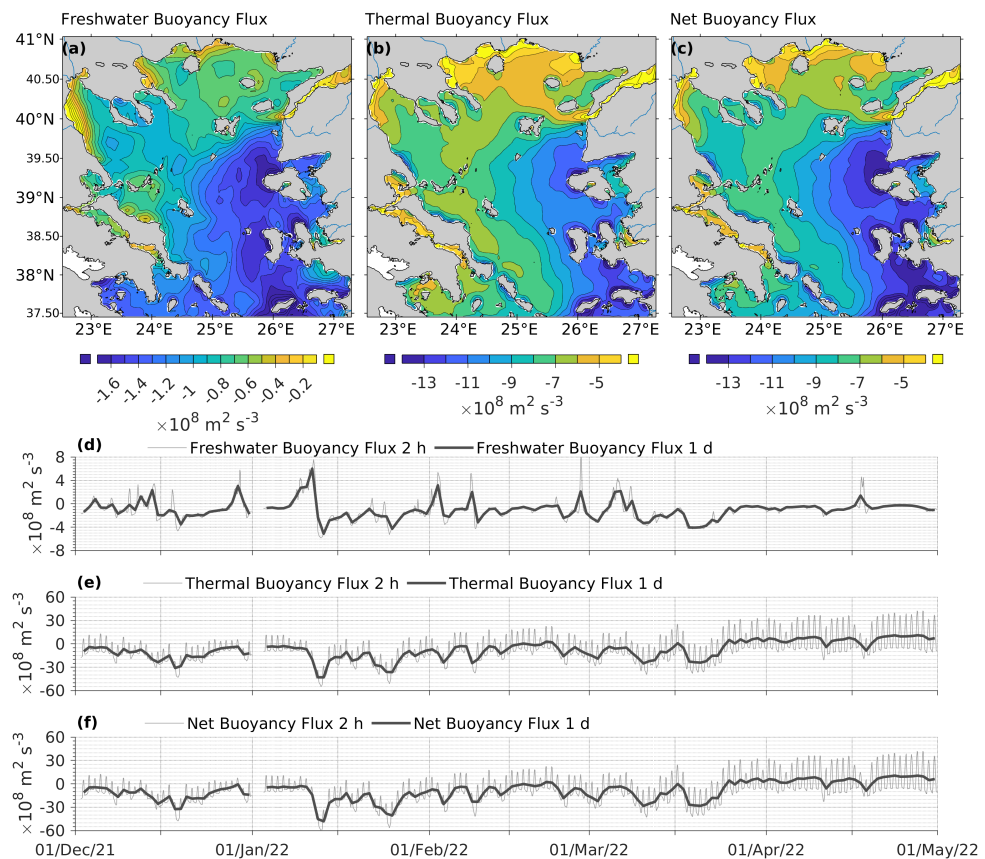 Freshwater Buoyancy Flux Thermal Buoyancy Flux Net Buoyancy Flux
(a) (b) (c)
41°N
40.50°
40°N
39.50°
39°N
38.50°
38°N
37.50°
23°E 24°E 25°E 26°E 27°E 23°E 24°E 25°E 26°E 27°E 23°E 24°E 25°E 26°E 27°E
-1.6 -1.4 -1.2 -1 -0.8 -0.6 -0.4 -0.2 -13 -11 -9 -7 -5 -13 -11 -9 -7 -5
×10⁸ m² s⁻³ ×10⁸ m² s⁻³ ×10⁸ m² s⁻³
(d) Freshwater Buoyancy Flux 2 h Freshwater Buoyancy Flux 1 d
×10⁸ m² s⁻³
8
4
0
-4
-8
(e) Thermal Buoyancy Flux 2 h Thermal Buoyancy Flux 1 d
×10⁸ m² s⁻³
60
30
0
-30
-60
(f) Net Buoyancy Flux 2 h Net Buoyancy Flux 1 d
×10⁸ m² s⁻³
60
30
0
-30
-60
01/Dec/21 01/Jan/22 01/Feb/22 01/Mar/22 01/Apr/22 01/May/22